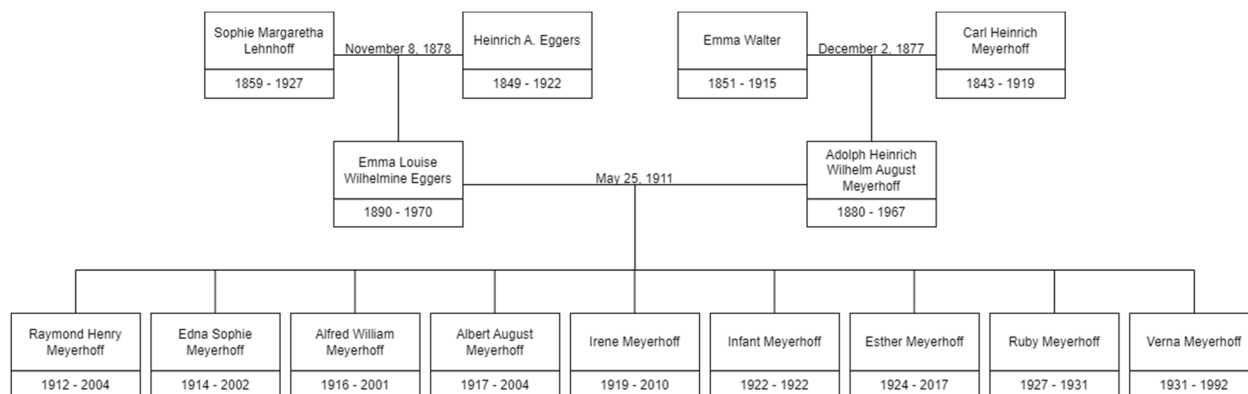 Sophie Margaretha
Lehnhoff
1859 - 1927
November 8, 1878
Heinrich A. Eggers
1849 - 1922
Emma Walter
1851 - 1915
December 2, 1877
Carl Heinrich
Meyerhoff
1843 - 1919
Emma Louise
Wilhelmine Eggers
1890 - 1970
May 25, 1911
Adolph Heinrich
Wilhelm August
Meyerhoff
1880 - 1967
Raymond Henry
Meyerhoff
1912 - 2004
Edna Sophie
Meyerhoff
1914 - 2002
Alfred William
Meyerhoff
1916 - 2001
Albert August
Meyerhoff
1917 - 2004
Irene Meyerhoff
1919 - 2010
Infant Meyerhoff
1922 - 1922
Esther Meyerhoff
1924 - 2017
Ruby Meyerhoff
1927 - 1931
Verna Meyerhoff
1931 - 1992